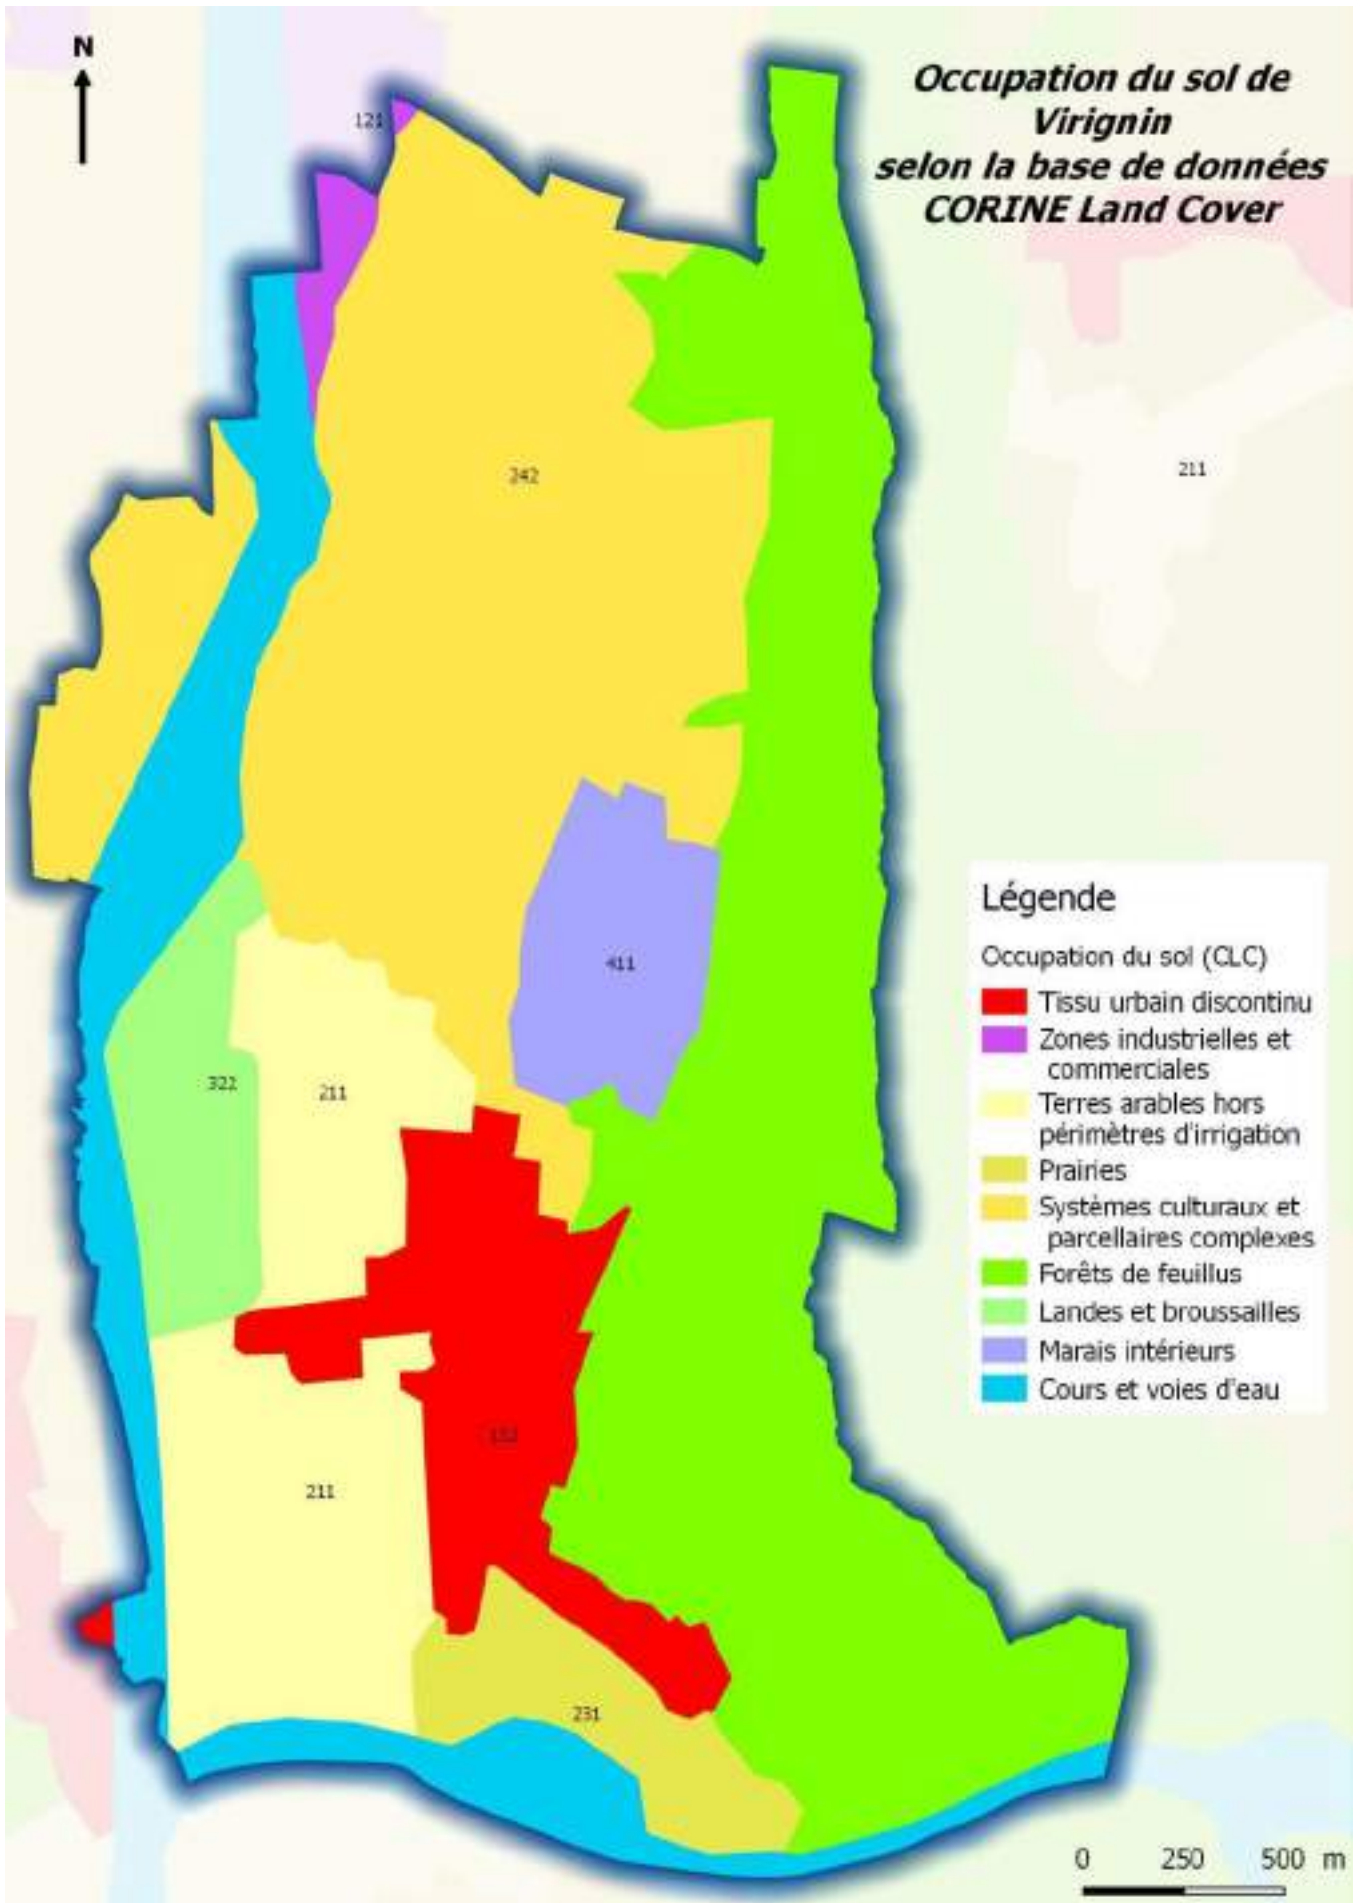 N
Occupation du sol de
Virignin
selon la base de données
CORINE Land Cover
121
242
211
411
322
211
211
231
Légende
Occupation du sol (CLC)
Tissu urbain discontinu
Zones industrielles et
commerciales
Terres arables hors
périmètres d'irrigation
Prairies
Systèmes culturaux et
parcellaires complexes
Forêts de feuillus
Landes et broussailles
Marais intérieurs
Cours et voies d'eau
0 250 500 m